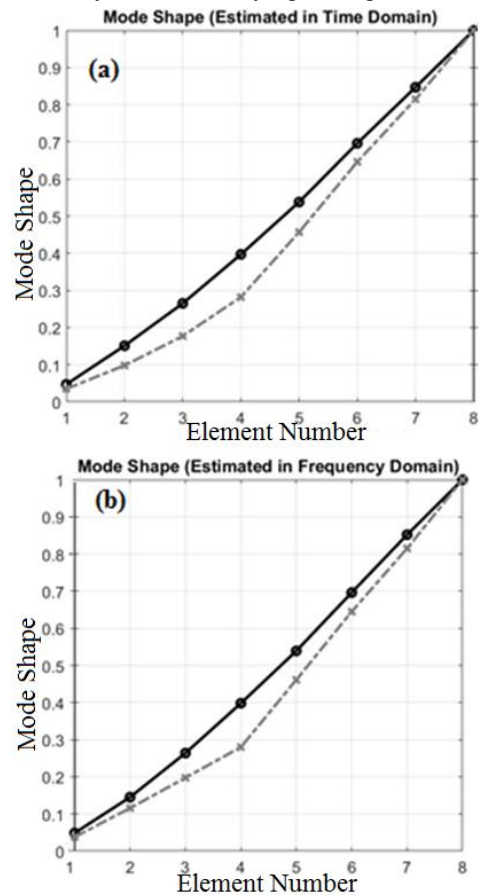 Mode Shape (Estimated in Time Domain)
(a)
1
0.9
0.8
0.7
0.6
0.5
0.4
0.3
0.2
0.1
0
Mode Shape
1 2 3 4 5 6 7 8
Element Number
Mode Shape (Estimated in Frequency Domain)
(b)
1
0.9
0.8
0.7
0.6
0.5
0.4
0.3
0.2
0.1
0
Mode Shape
1 2 3 4 5 6 7 8
Element Number